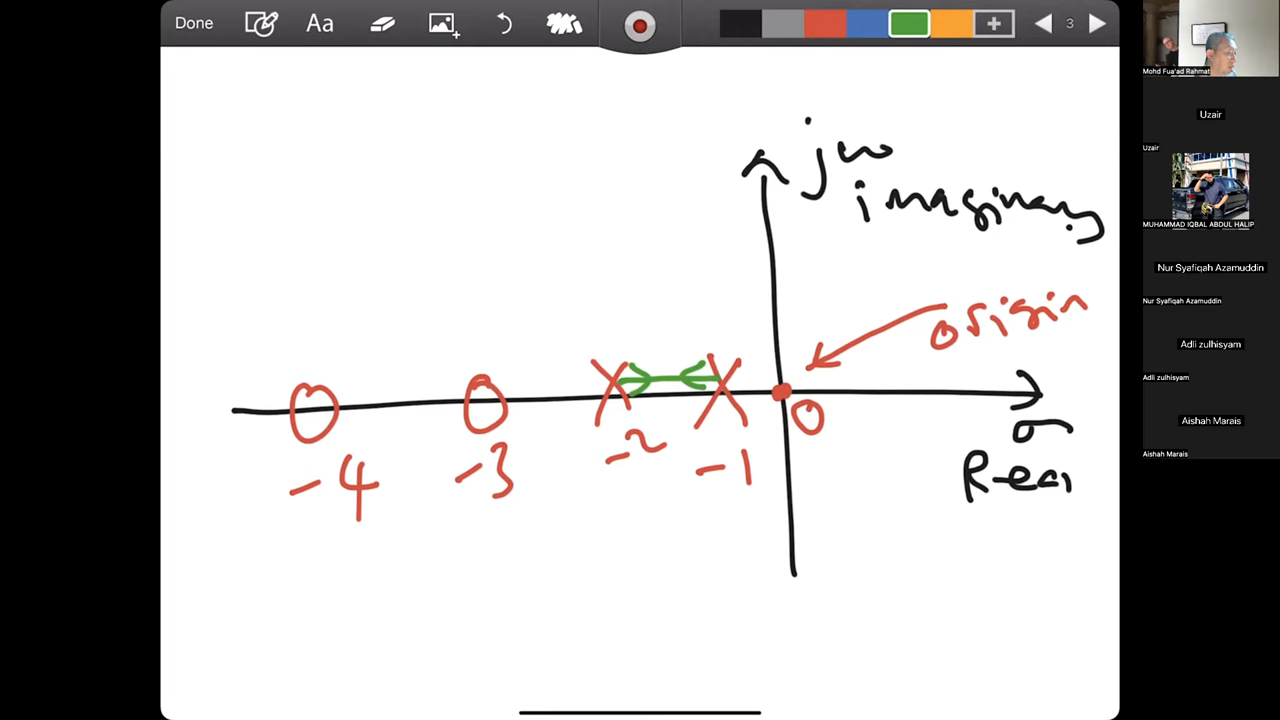 Done
Aa
3
jω
imaginary
origin
0
σ
Real
-4
-3
-2
-1
Mohd Fua'ad Rahmat
Uzair
Uzair
MUHAMMAD IQBAL ABDUL HALIP
Nur Syafiqah Azamuddin
Nur Syafiqah Azamuddin
Adli zulhisyam
Adli zulhisyam
Aishah Marais
Aishah Marais